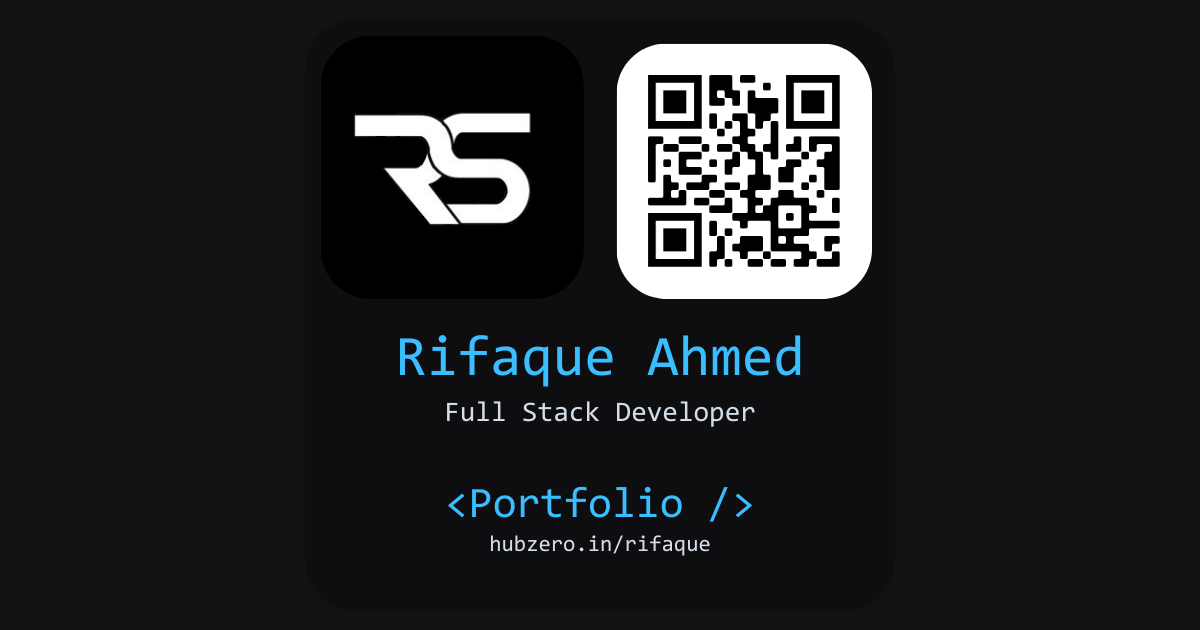 RS
Rifaque Ahmed
Full Stack Developer
<Portfolio />
hubzero.in/rifaque